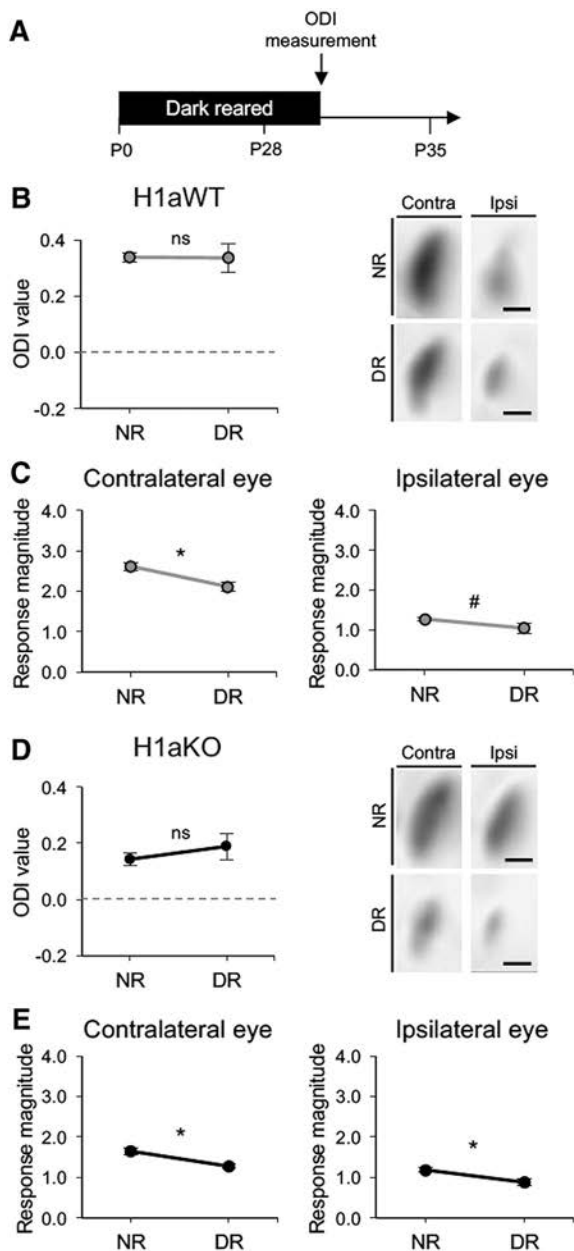 A
ODI
measurement
Dark reared
P0 P28 P35
B
H1aWT
ODI value
0.4
0.2
0.0
-0.2
ns
NR DR
Contra Ipsi
NR
DR
C
Contralateral eye
Response magnitude
4.0
3.0
2.0
1.0
0.0
*
NR DR
Ipsilateral eye
Response magnitude
4.0
3.0
2.0
1.0
0.0
#
NR DR
D
H1aKO
ODI value
0.4
0.2
0.0
-0.2
ns
NR DR
Contra Ipsi
NR
DR
E
Contralateral eye
Response magnitude
4.0
3.0
2.0
1.0
0.0
*
NR DR
Ipsilateral eye
Response magnitude
4.0
3.0
2.0
1.0
0.0
*
NR DR